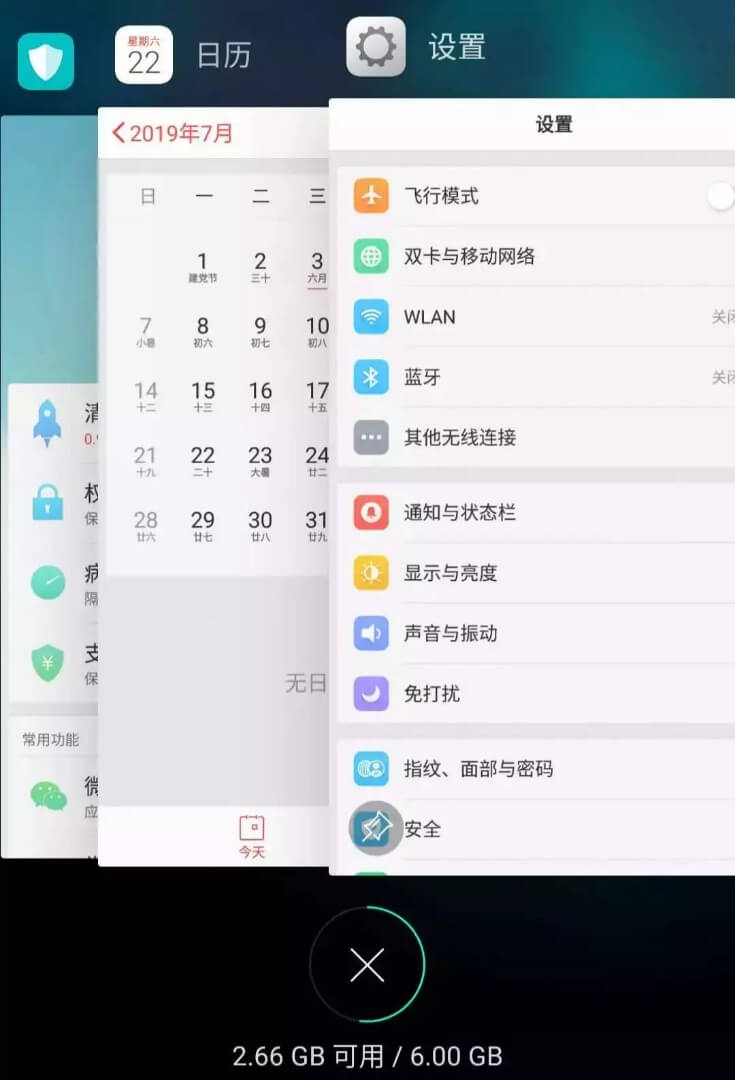 星期六
22
日历
设置
2019年7月
设置
日 一 二 三
1 2 3
建党节 三十 六月
7 8 9 10
小暑 初六 初七 初八
14 15 16 17
十二 十三 十四 十五
21 22 23 24
十九 二十 大暑 廿二
28 29 30 31
廿六 廿七 廿八 廿九
无日
今天
飞行模式
双卡与移动网络
WLAN
关闭
蓝牙
关闭
其他无线连接
通知与状态栏
显示与亮度
声音与振动
免打扰
指纹、面部与密码
安全
清
0.
权
保
病
隔
支
保
常用功能
微
应
2.66 GB 可用 / 6.00 GB